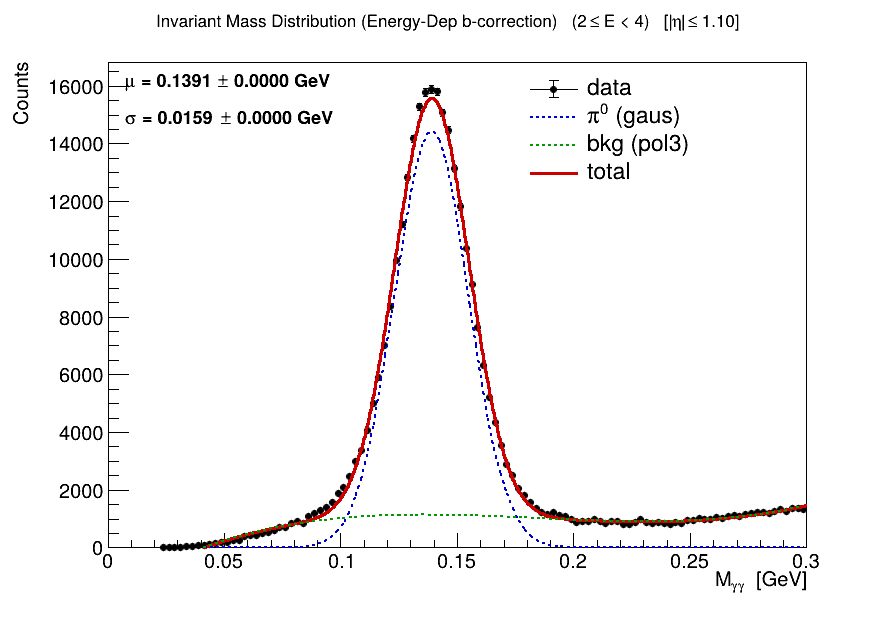 Invariant Mass Distribution (Energy-Dep b-correction) (2 ≤ E < 4) [|η| ≤ 1.10]
Counts
μ = 0.1391 ± 0.0000 GeV
σ = 0.0159 ± 0.0000 GeV
data
π⁰ (gaus)
bkg (pol3)
total
16000
14000
12000
10000
8000
6000
4000
2000
0
0 0.05 0.1 0.15 0.2 0.25 0.3
M_γγ [GeV]